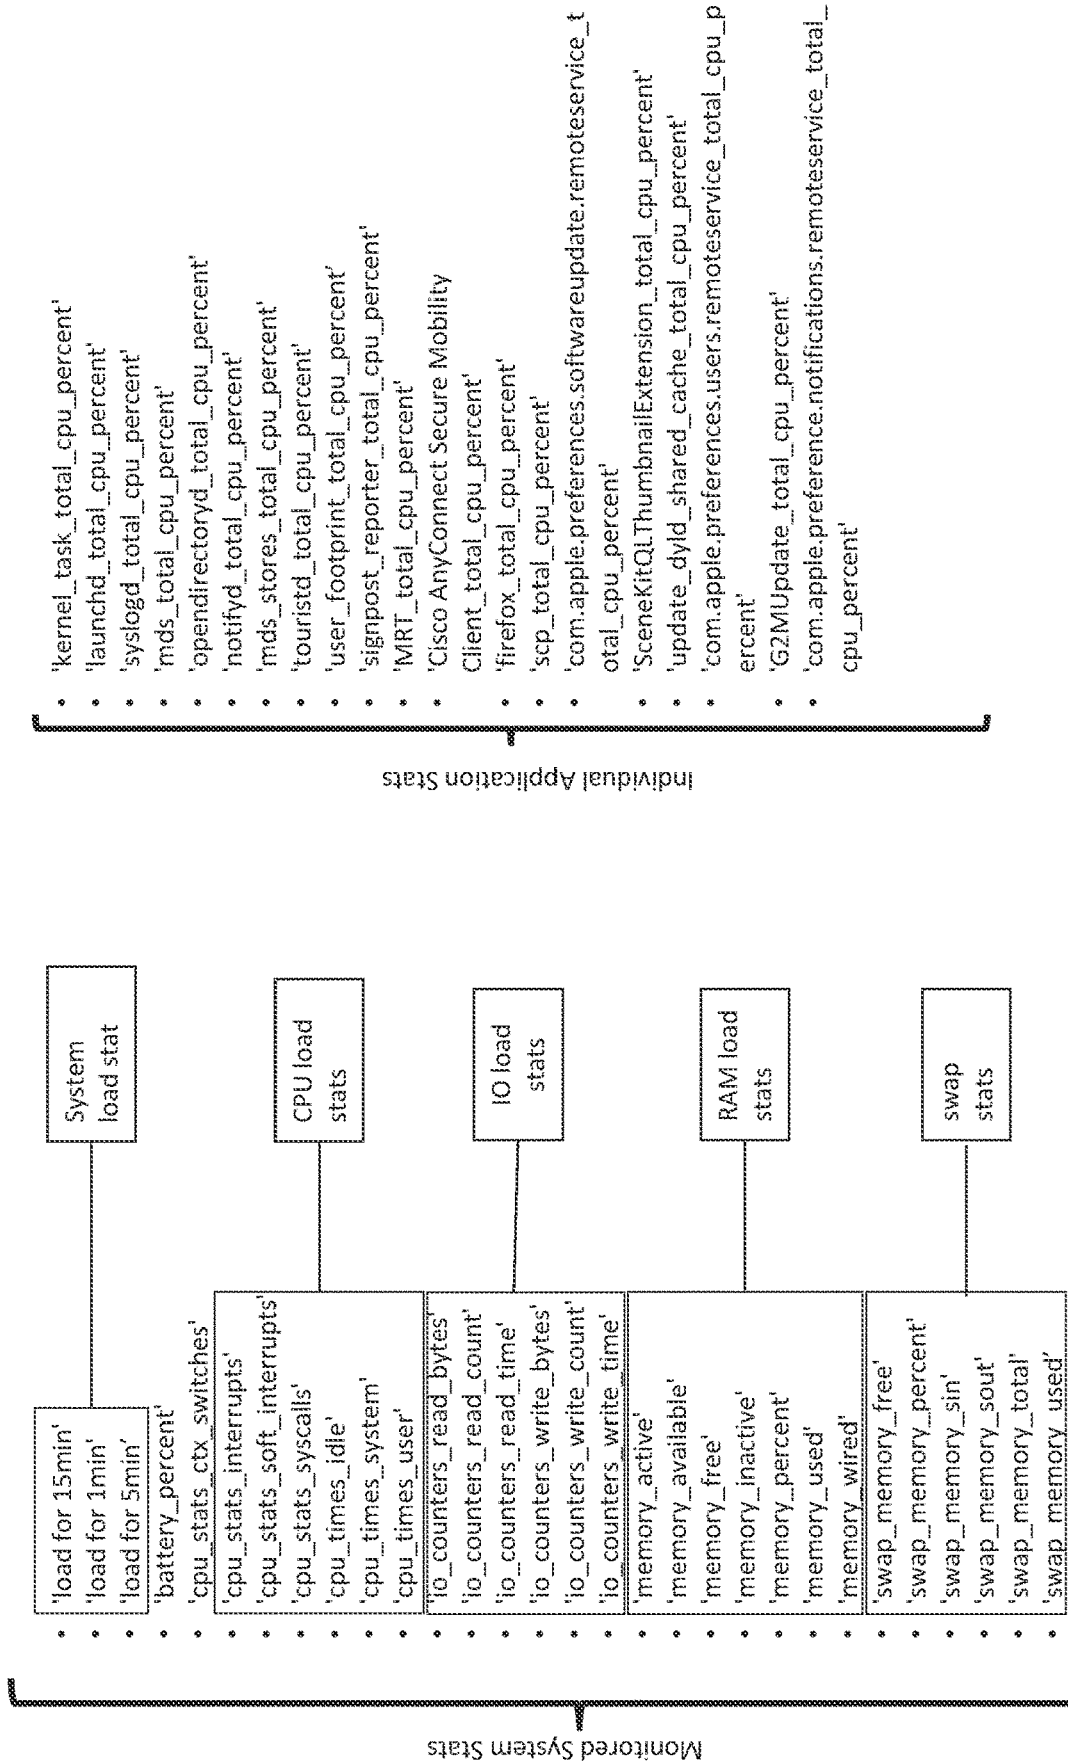 Monitored System Stats
'load for 15min'
'load for 1min'
'load for 5min'
'battery_percent'
'cpu_stats_ctx_switches'
'cpu_stats_interrupts'
'cpu_stats_soft_interrupts'
'cpu_stats_syscalls'
'cpu_times_idle'
'cpu_times_system'
'cpu_times_user'
'io_counters_read_bytes'
'io_counters_read_count'
'io_counters_read_time'
'io_counters_write_bytes'
'io_counters_write_count'
'io_counters_write_time'
'memory_active'
'memory_available'
'memory_free'
'memory_inactive'
'memory_percent'
'memory_used'
'memory_wired'
'swap_memory_free'
'swap_memory_percent'
'swap_memory_sin'
'swap_memory_sout'
'swap_memory_total'
'swap_memory_used'
System
load stat
CPU load
stats
IO load
stats
RAM load
stats
swap
stats
Individual Application Stats
'kernel_task_total_cpu_percent'
'launchd_total_cpu_percent'
'syslogd_total_cpu_percent'
'mds_total_cpu_percent'
'opendirectoryd_total_cpu_percent'
'notifyd_total_cpu_percent'
'mds_stores_total_cpu_percent'
'touristd_total_cpu_percent'
'user_footprint_total_cpu_percent'
'signpost_reporter_total_cpu_percent'
'MRT_total_cpu_percent'
'Cisco AnyConnect Secure Mobility
Client_total_cpu_percent'
'firefox_total_cpu_percent'
'scp_total_cpu_percent'
'com.apple.preferences.softwareupdate.remoteservice_t
otal_cpu_percent'
'SceneKitQLThumbnailExtension_total_cpu_percent'
'update_dyld_shared_cache_total_cpu_percent'
'com.apple.preferences.users.remoteservice_total_cpu_p
ercent'
'G2MUpdate_total_cpu_percent'
'com.apple.preference.notifications.remoteservice_total_
cpu_percent'